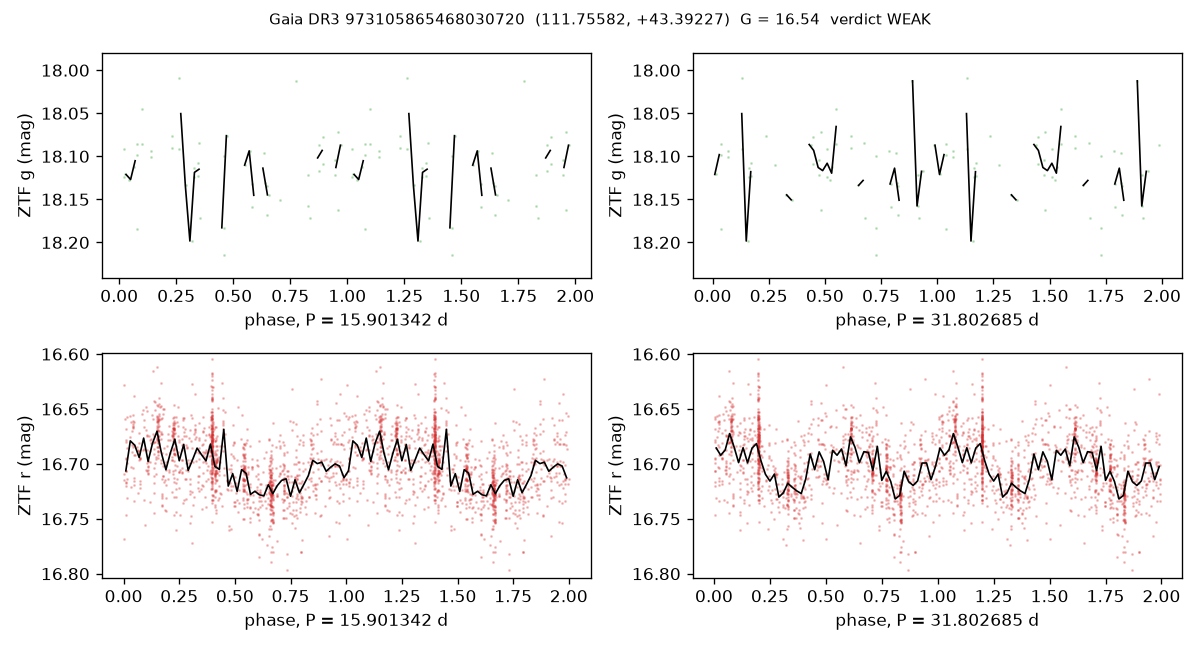 Gaia DR3 973105865468030720  (111.75582, +43.39227)  G = 16.54  verdict WEAK
ZTF g (mag)
18.00
18.05
18.10
18.15
18.20
0.00 0.25 0.50 0.75 1.00 1.25 1.50 1.75 2.00
phase, P = 15.901342 d
ZTF g (mag)
18.00
18.05
18.10
18.15
18.20
0.00 0.25 0.50 0.75 1.00 1.25 1.50 1.75 2.00
phase, P = 31.802685 d
ZTF r (mag)
16.60
16.65
16.70
16.75
16.80
0.00 0.25 0.50 0.75 1.00 1.25 1.50 1.75 2.00
phase, P = 15.901342 d
ZTF r (mag)
16.60
16.65
16.70
16.75
16.80
0.00 0.25 0.50 0.75 1.00 1.25 1.50 1.75 2.00
phase, P = 31.802685 d